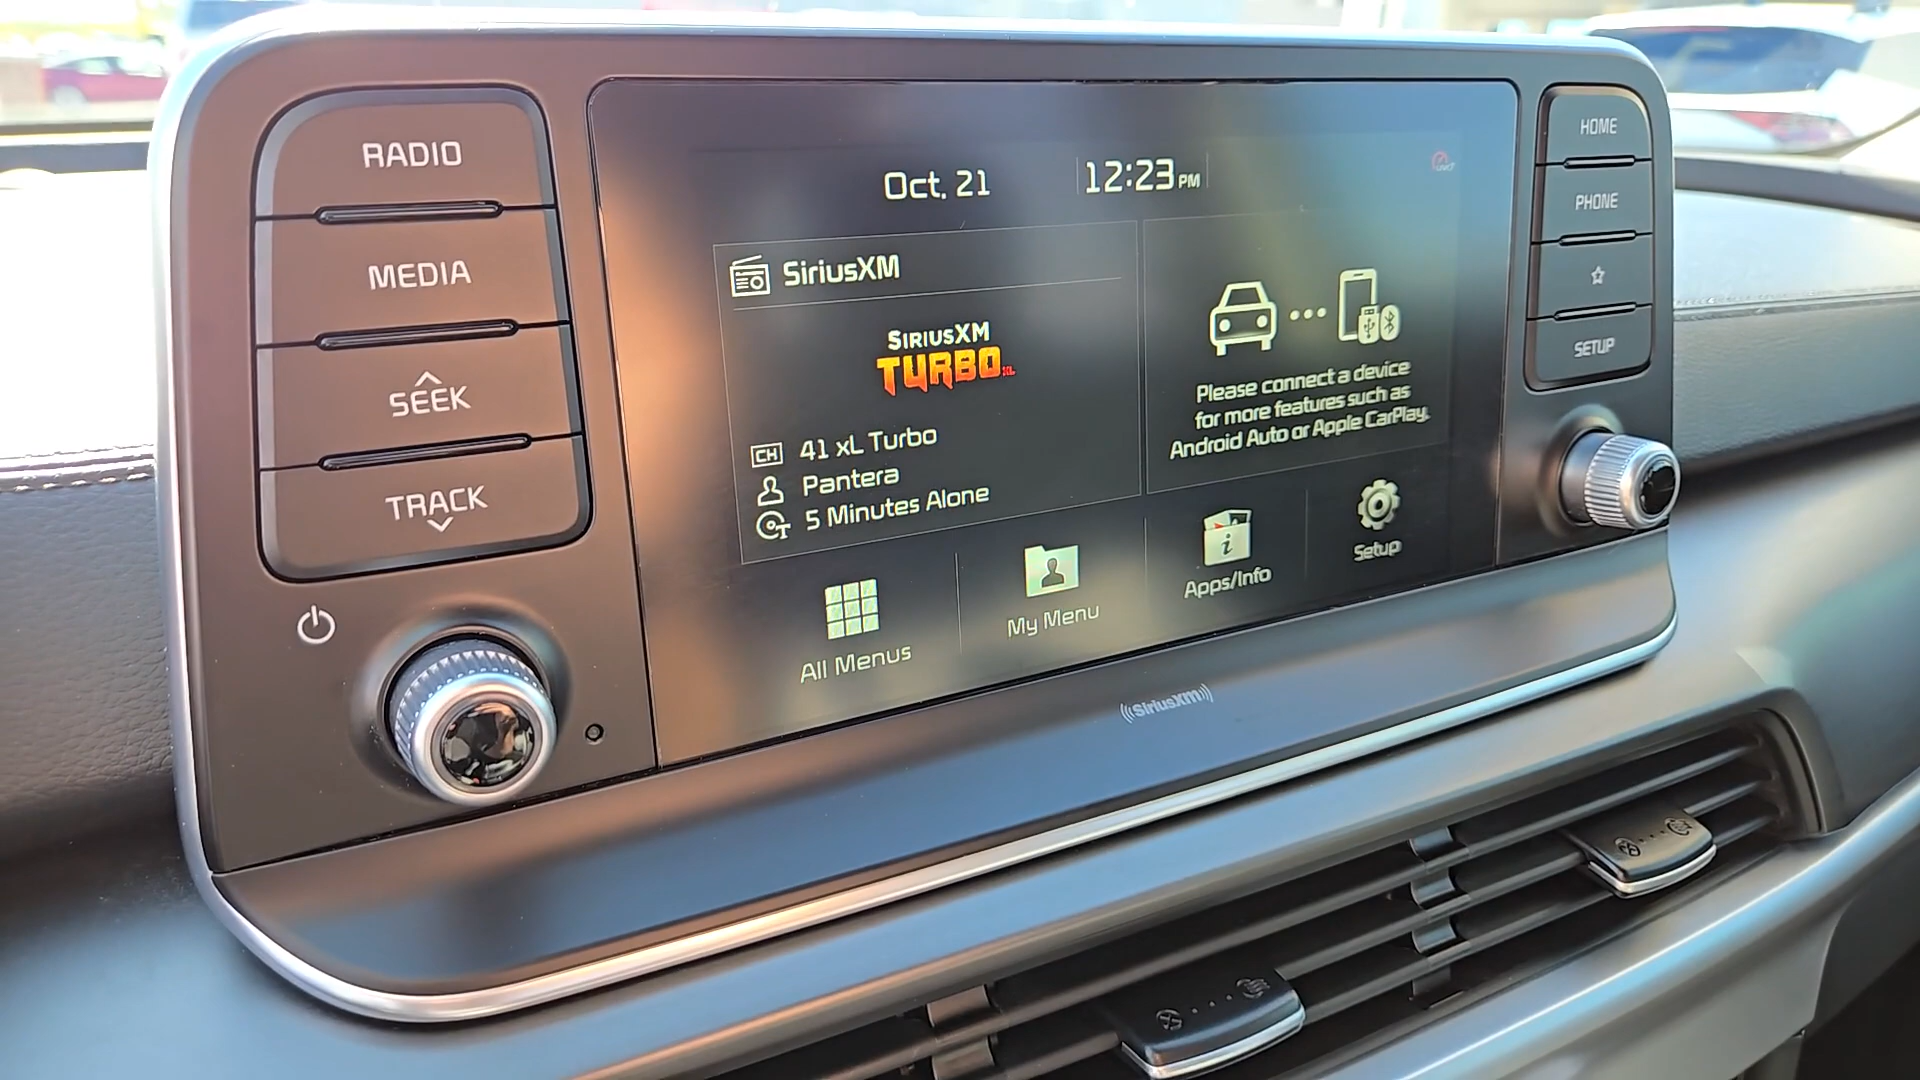 RADIO
MEDIA
SEEK
TRACK
Oct. 21
12:23 PM
SiriusXM
SIRIUSXM
TURBO
CH 41 xL Turbo
Pantera
5 Minutes Alone
Please connect a device
for more features such as
Android Auto or Apple CarPlay.
All Menus
My Menu
Apps/Info
Setup
((SiriusXM))
HOME
PHONE
SETUP